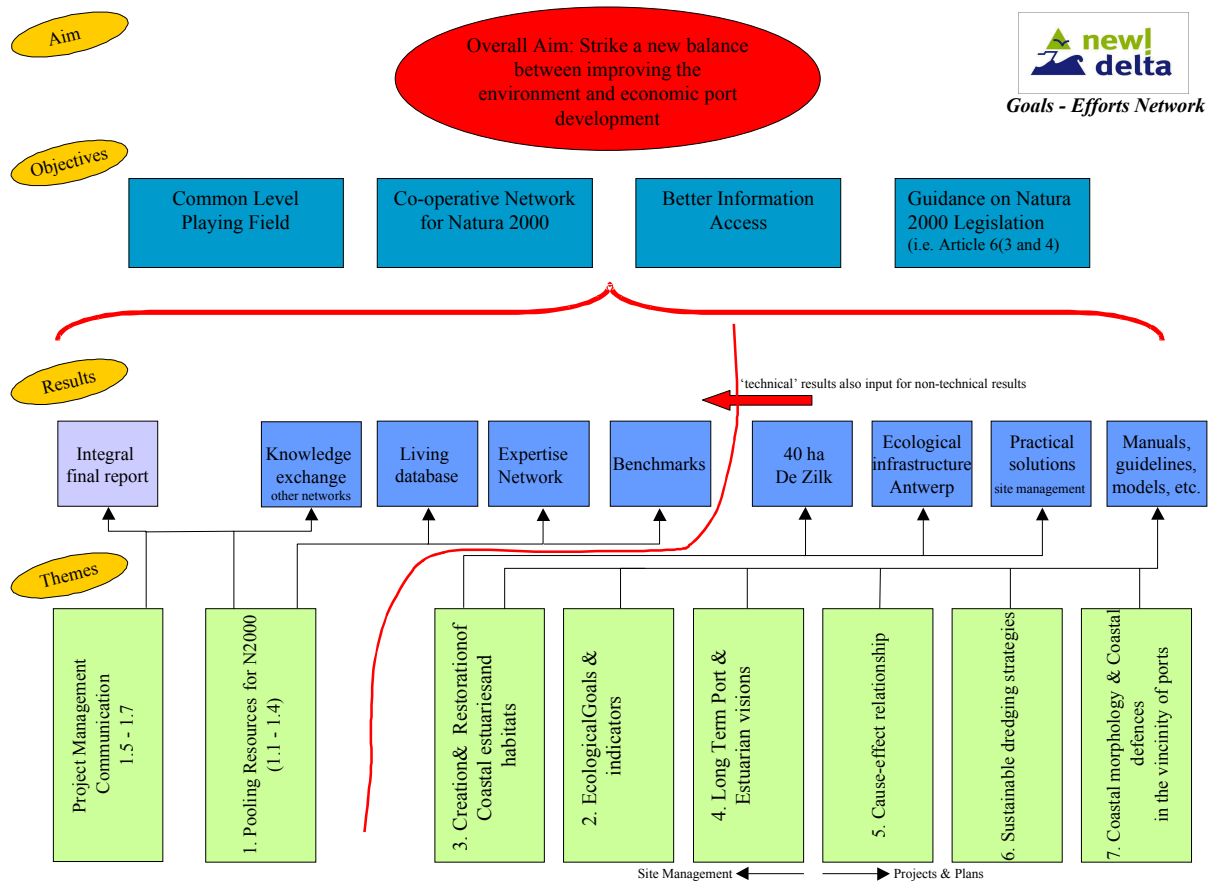 Aim
Overall Aim: Strike a new balance
between improving the
environment and economic port
development
new!
delta
Goals - Efforts Network
Objectives
Common Level
Playing Field
Co-operative Network
for Natura 2000
Better Information
Access
Guidance on Natura
2000 Legislation
(i.e. Article 6(3 and 4)
Results
'technical' results also input for non-technical results
Integral
final report
Knowledge
exchange
other networks
Living
database
Expertise
Network
Benchmarks
40 ha
De Zilk
Ecological
infrastructure
Antwerp
Practical
solutions
site management
Manuals,
guidelines,
models, etc.
Themes
Project Management
Communication
1.5 - 1.7
1. Pooling Resources for N2000
(1.1 - 1.4)
3. Creation& Restorationof
Coastal estuariesand
habitats
2. EcologicalGoals &
indicators
4. Long Term Port &
Estuarian visions
5. Cause-effect relationship
6. Sustainable dredging strategies
7. Coastal morphology & Coastal
defences
in the vincinity of ports
Site Management
Projects & Plans